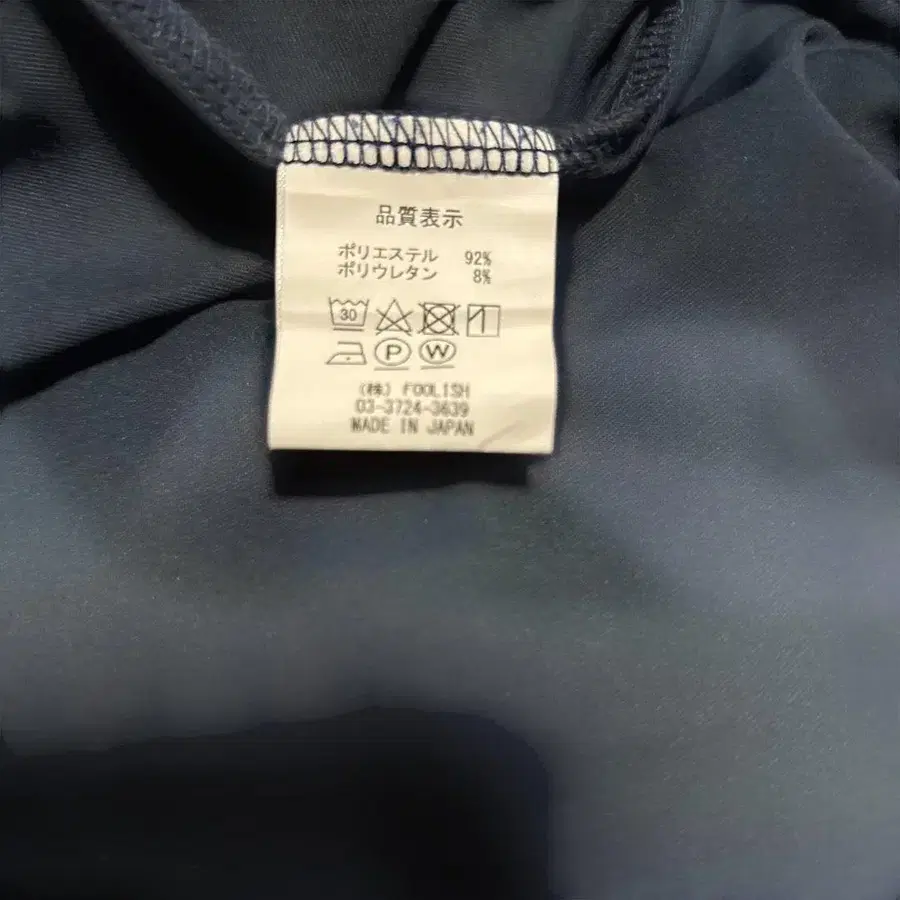 品質表示
ポリエステル 92%
ポリウレタン 8%
30
P W
(株) FOOLISH
03-3724-3639
MADE IN JAPAN